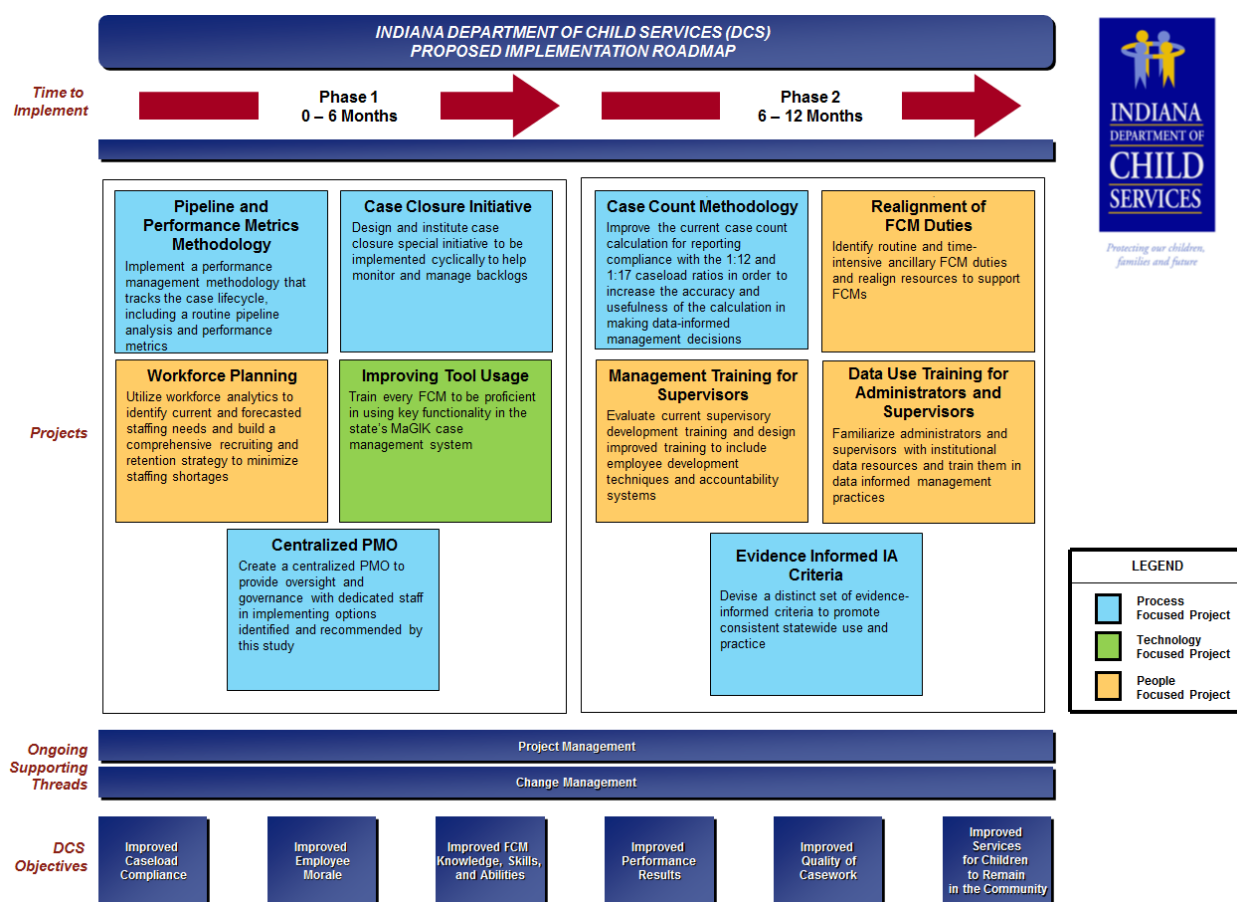 INDIANA DEPARTMENT OF CHILD SERVICES (DCS)
PROPOSED IMPLEMENTATION ROADMAP
Time to
Implement
Phase 1
0 – 6 Months
Phase 2
6 – 12 Months
INDIANA
DEPARTMENT OF
CHILD
SERVICES
Protecting our children,
families and future
Projects
Pipeline and
Performance Metrics
Methodology
Implement a performance
management methodology that
tracks the case lifecycle,
including a routine pipeline
analysis and performance
metrics
Case Closure Initiative
Design and institute case
closure special initiative to be
implemented cyclically to help
monitor and manage backlogs
Workforce Planning
Utilize workforce analytics to
identify current and forecasted
staffing needs and build a
comprehensive recruiting and
retention strategy to minimize
staffing shortages
Improving Tool Usage
Train every FCM to be proficient
in using key functionality in the
state's MaGIK case
management system
Centralized PMO
Create a centralized PMO to
provide oversight and
governance with dedicated staff
in implementing options
identified and recommended by
this study
Case Count Methodology
Improve the current case count
calculation for reporting
compliance with the 1:12 and
1:17 caseload ratios in order to
increase the accuracy and
usefulness of the calculation in
making data-informed
management decisions
Realignment of
FCM Duties
Identify routine and time-
intensive ancillary FCM duties
and realign resources to support
FCMs
Management Training for
Supervisors
Evaluate current supervisory
development training and design
improved training to include
employee development
techniques and accountability
systems
Data Use Training for
Administrators and
Supervisors
Familiarize administrators and
supervisors with institutional
data resources and train them in
data informed management
practices
Evidence Informed IA
Criteria
Devise a distinct set of evidence-
informed criteria to promote
consistent statewide use and
practice
LEGEND
Process
Focused Project
Technology
Focused Project
People
Focused Project
Ongoing
Supporting
Threads
Project Management
Change Management
DCS
Objectives
Improved
Caseload
Compliance
Improved
Employee
Morale
Improved FCM
Knowledge, Skills,
and Abilities
Improved
Performance
Results
Improved
Quality of
Casework
Improved
Services
for Children
to Remain
in the Community